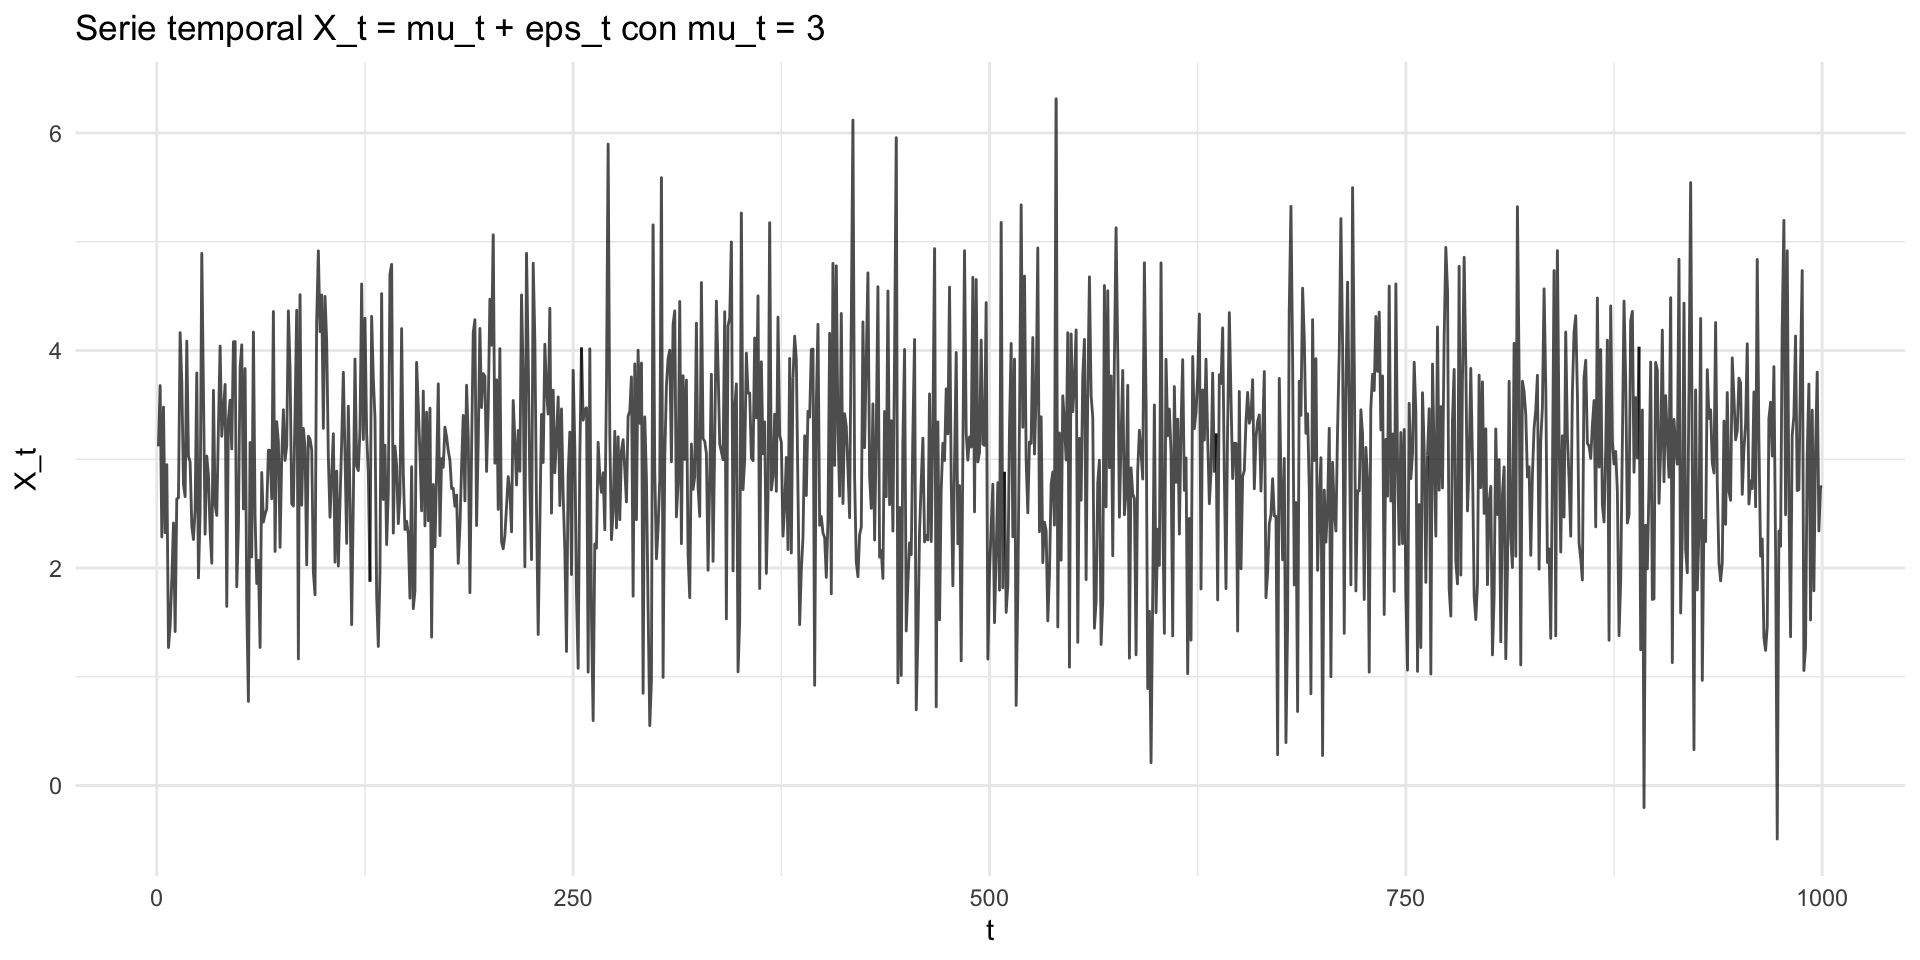 Serie temporal X_t = mu_t + eps_t con mu_t = 3
X_t
6
4
2
0
0 250 500 750 1000
t